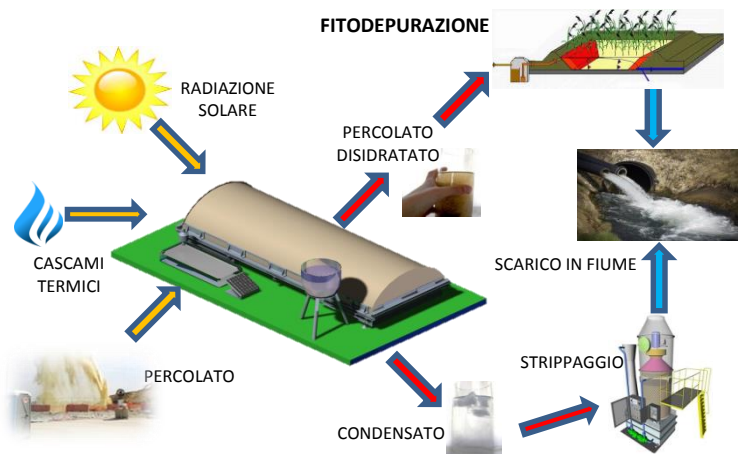 FITODEPURAZIONE
RADIAZIONE
SOLARE
PERCOLATO
DISIDRATATO
CASCAMI
TERMICI
SCARICO IN FIUME
PERCOLATO
STRIPPAGGIO
CONDENSATO